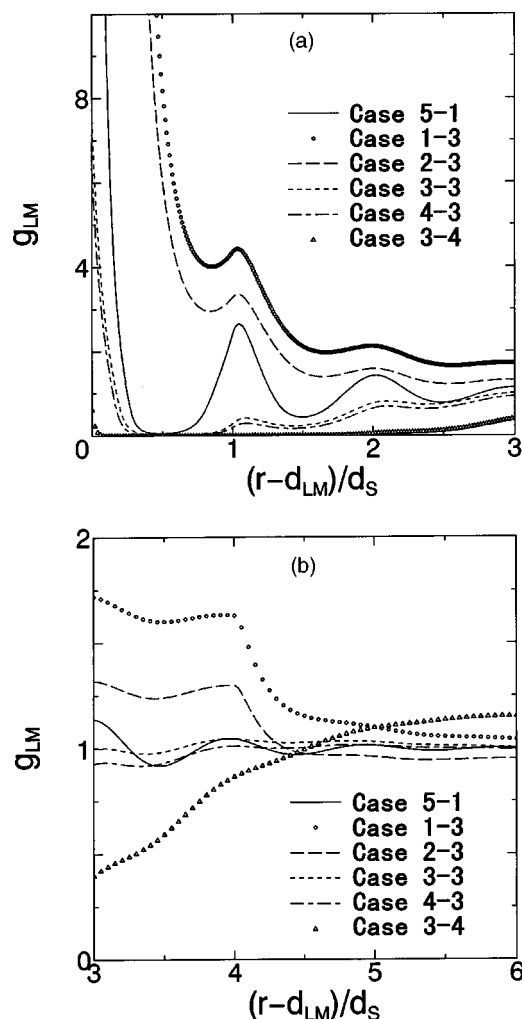 (a)
8
4
0
g_LM
Case 5-1
Case 1-3
Case 2-3
Case 3-3
Case 4-3
Case 3-4
0 1 2 3
(r-d_LM)/d_S
(b)
2
1
0
g_LM
Case 5-1
Case 1-3
Case 2-3
Case 3-3
Case 4-3
Case 3-4
3 4 5 6
(r-d_LM)/d_S